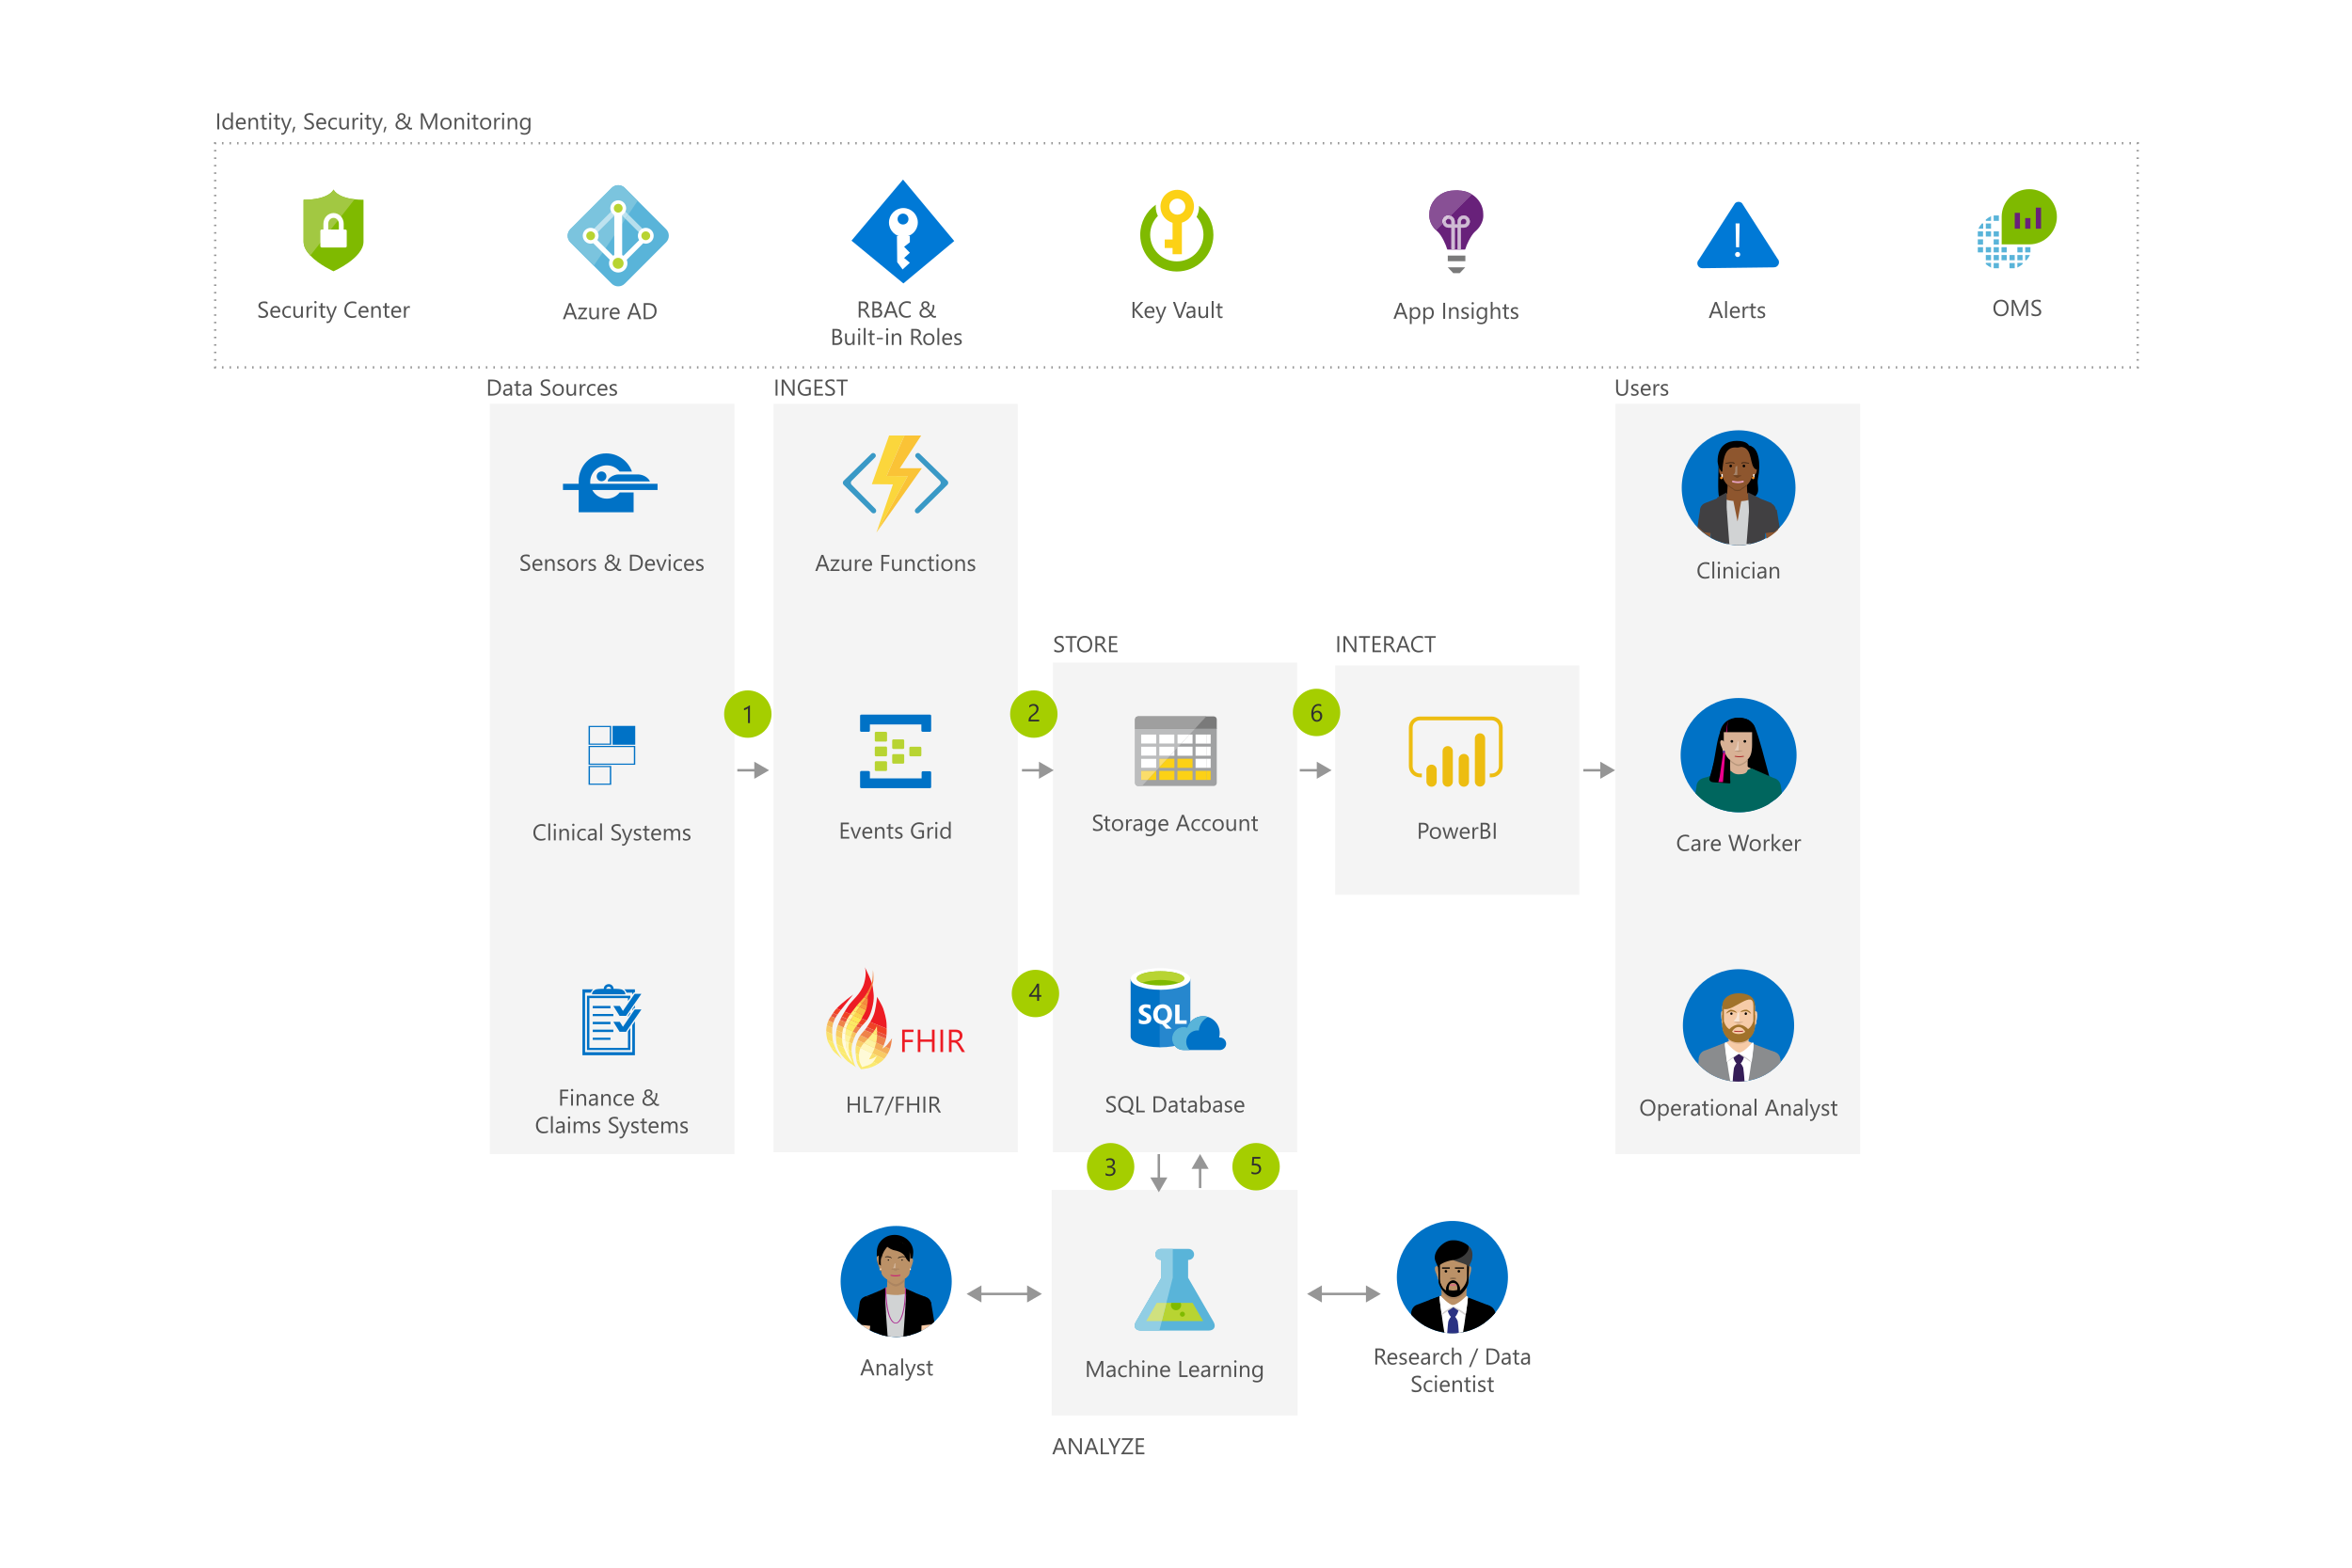 Identity, Security, & Monitoring
Security Center
Azure AD
RBAC &
Built-in Roles
Key Vault
App Insights
Alerts
OMS
Data Sources
Sensors & Devices
Clinical Systems
Finance &
Claims Systems
1
INGEST
Azure Functions
Events Grid
FHIR
HL7/FHIR
2
4
STORE
Storage Account
SQL
SQL Database
6
INTERACT
PowerBI
Users
Clinician
Care Worker
Operational Analyst
3
5
Analyst
Machine Learning
Research / Data
Scientist
ANALYZE